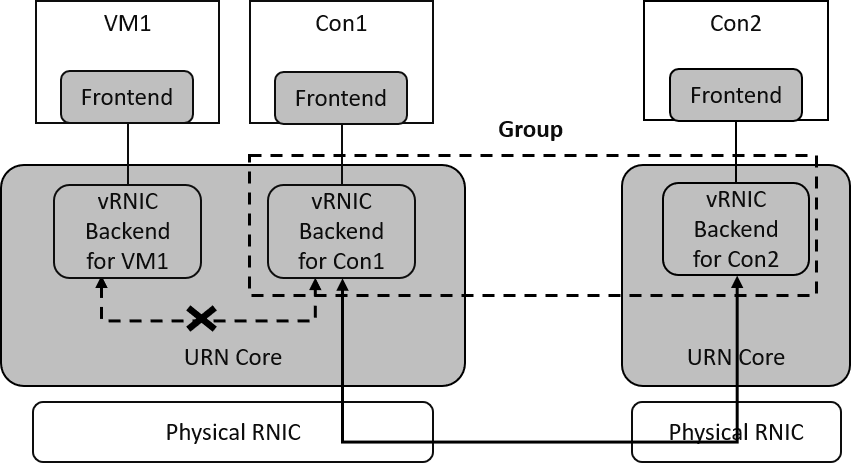 VM1
Con1
Con2
Frontend
Frontend
Frontend
Group
vRNIC
Backend
for VM1
vRNIC
Backend
for Con1
vRNIC
Backend
for Con2
URN Core
URN Core
Physical RNIC
Physical RNIC